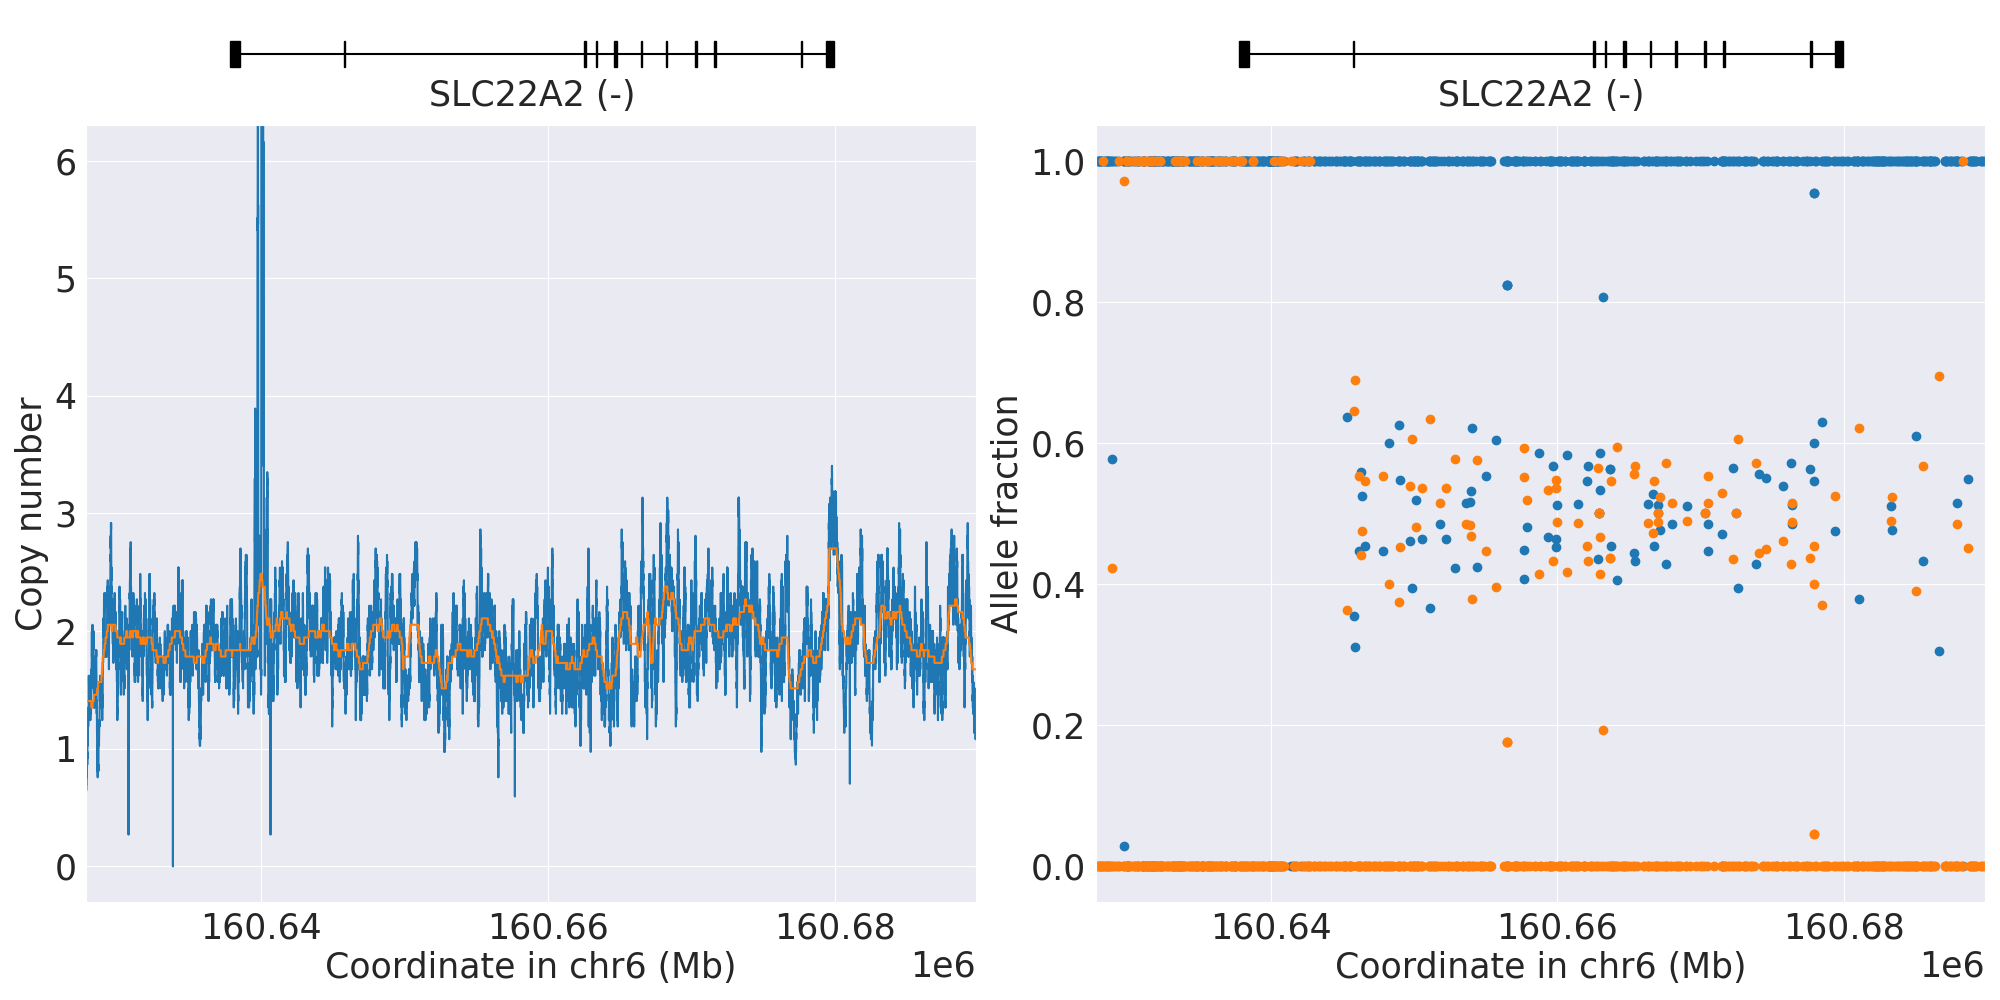 SLC22A2 (-)
6
5
4
3
2
1
0
Copy number
160.64
160.66
160.68
Coordinate in chr6 (Mb)
1e6
SLC22A2 (-)
1.0
0.8
0.6
0.4
0.2
0.0
Allele fraction
160.64
160.66
160.68
Coordinate in chr6 (Mb)
1e6